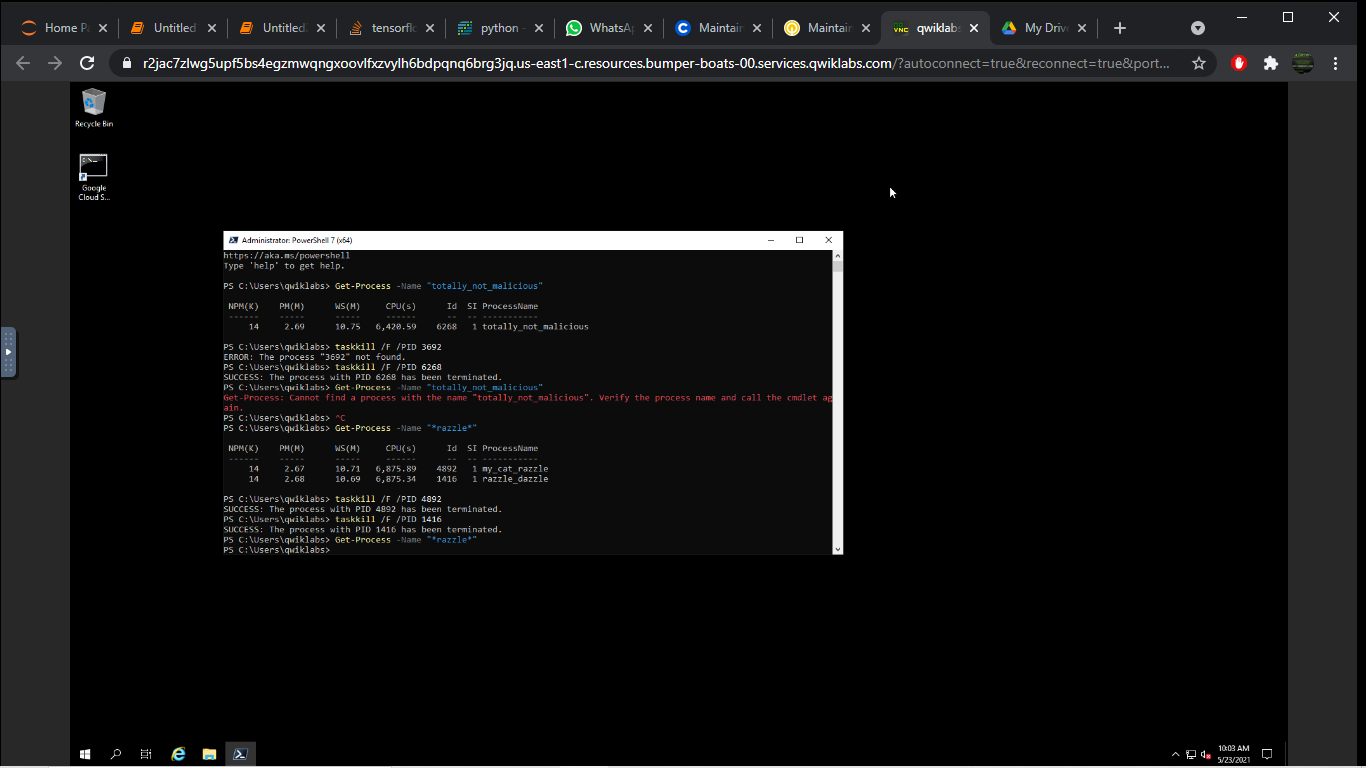 Home P
Untitled
Untitled
tensorfl
python -
WhatsA
Maintain
Maintain
qwiklab
My Driv
r2jac7zlwg5upf5bs4egzmwqngxoovlfxzvylh6bdpqnq6brg3jq.us-east1-c.resources.bumper-boats-00.services.qwiklabs.com/?autoconnect=true&reconnect=true&port...
Recycle Bin
Google
Cloud S...
Administrator: PowerShell 7 (x64)
https://aka.ms/powershell
Type 'help' to get help.
PS C:\Users\qwiklabs> Get-Process -Name "totally_not_malicious"
NPM(K) PM(M) WS(M) CPU(s) Id SI ProcessName
------ ----- ----- ------ -- -- -----------
14 2.69 10.75 6,420.59 6268 1 totally_not_malicious
PS C:\Users\qwiklabs> taskkill /F /PID 3692
ERROR: The process "3692" not found.
PS C:\Users\qwiklabs> taskkill /F /PID 6268
SUCCESS: The process with PID 6268 has been terminated.
PS C:\Users\qwiklabs> Get-Process -Name "totally_not_malicious"
Get-Process: Cannot find a process with the name "totally_not_malicious". Verify the process name and call the cmdlet ag
ain.
PS C:\Users\qwiklabs> ^C
PS C:\Users\qwiklabs> Get-Process -Name "*razzle*"
NPM(K) PM(M) WS(M) CPU(s) Id SI ProcessName
------ ----- ----- ------ -- -- -----------
14 2.67 10.71 6,875.89 4892 1 my_cat_razzle
14 2.68 10.69 6,875.34 1416 1 razzle_dazzle
PS C:\Users\qwiklabs> taskkill /F /PID 4892
SUCCESS: The process with PID 4892 has been terminated.
PS C:\Users\qwiklabs> taskkill /F /PID 1416
SUCCESS: The process with PID 1416 has been terminated.
PS C:\Users\qwiklabs> Get-Process -Name "*razzle*"
PS C:\Users\qwiklabs>
10:03 AM
5/23/2021